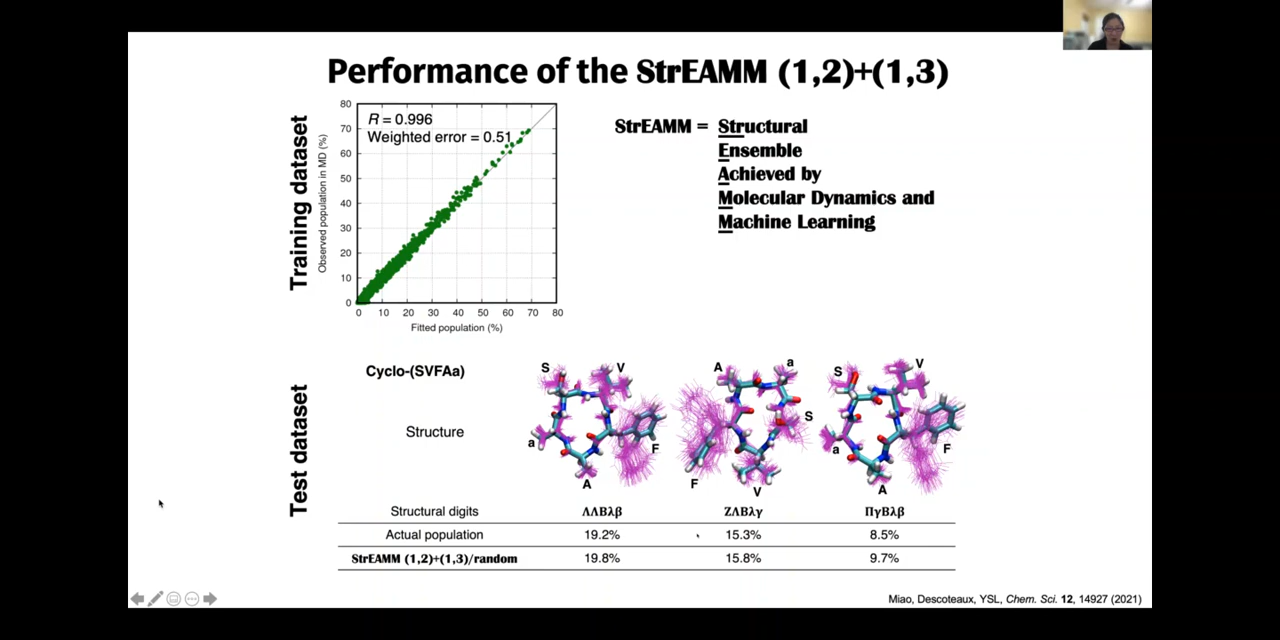 Performance of the StrEAMM (1,2)+(1,3)
Training dataset
Observed population in MD (%)
80
70
60
50
40
30
20
10
0
R = 0.996
Weighted error = 0.51
0 10 20 30 40 50 60 70 80
Fitted population (%)
StrEAMM = Structural
Ensemble
Achieved by
Molecular Dynamics and
Machine Learning
Test dataset
Cyclo-(SVFAa)
Structure
S V a F A
A a S F V
S V a F A
Structural digits ΛΛΒλβ ΖΛΒλγ ΠγΒλβ
Actual population 19.2% 15.3% 8.5%
StrEAMM (1,2)+(1,3)/random 19.8% 15.8% 9.7%
Miao, Descoteaux, YSL, Chem. Sci. 12, 14927 (2021)